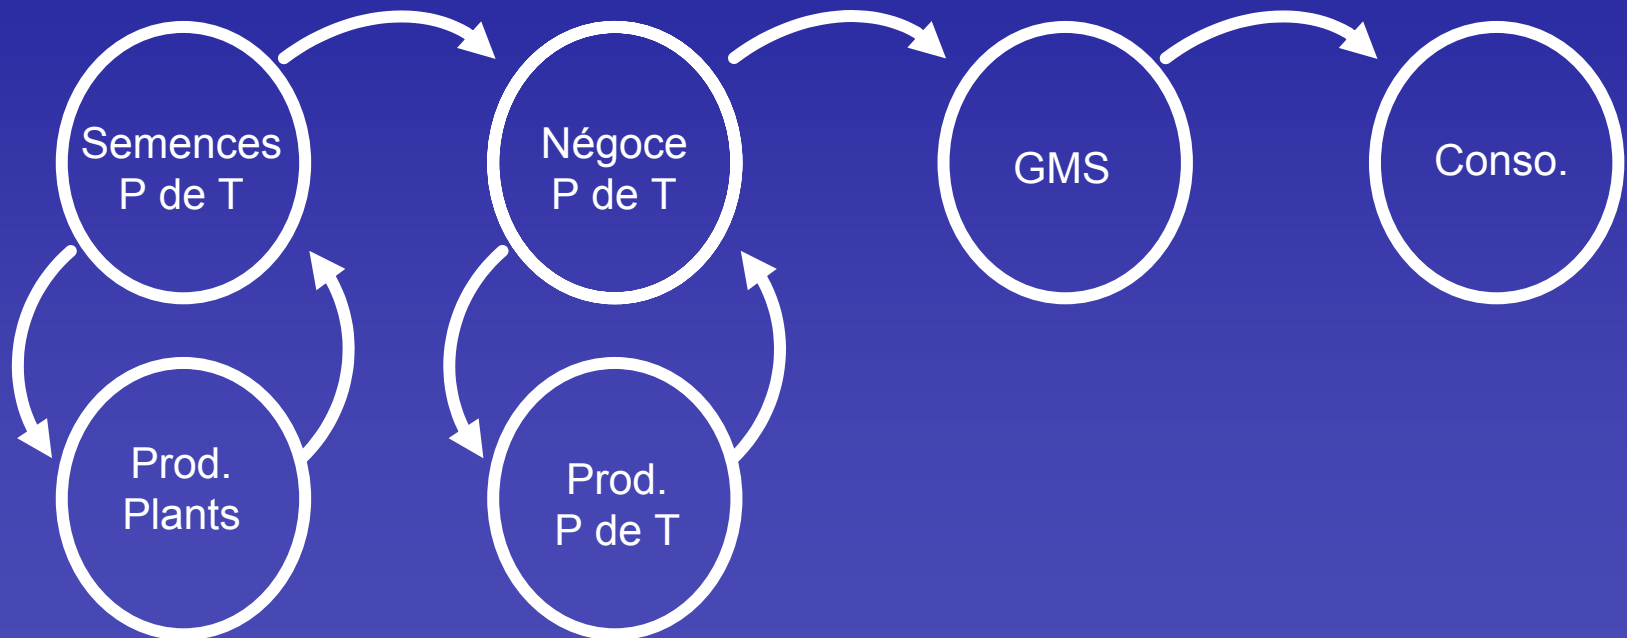 Semences
P de T
Négoce
P de T
GMS
Conso.
Prod.
Plants
Prod.
P de T